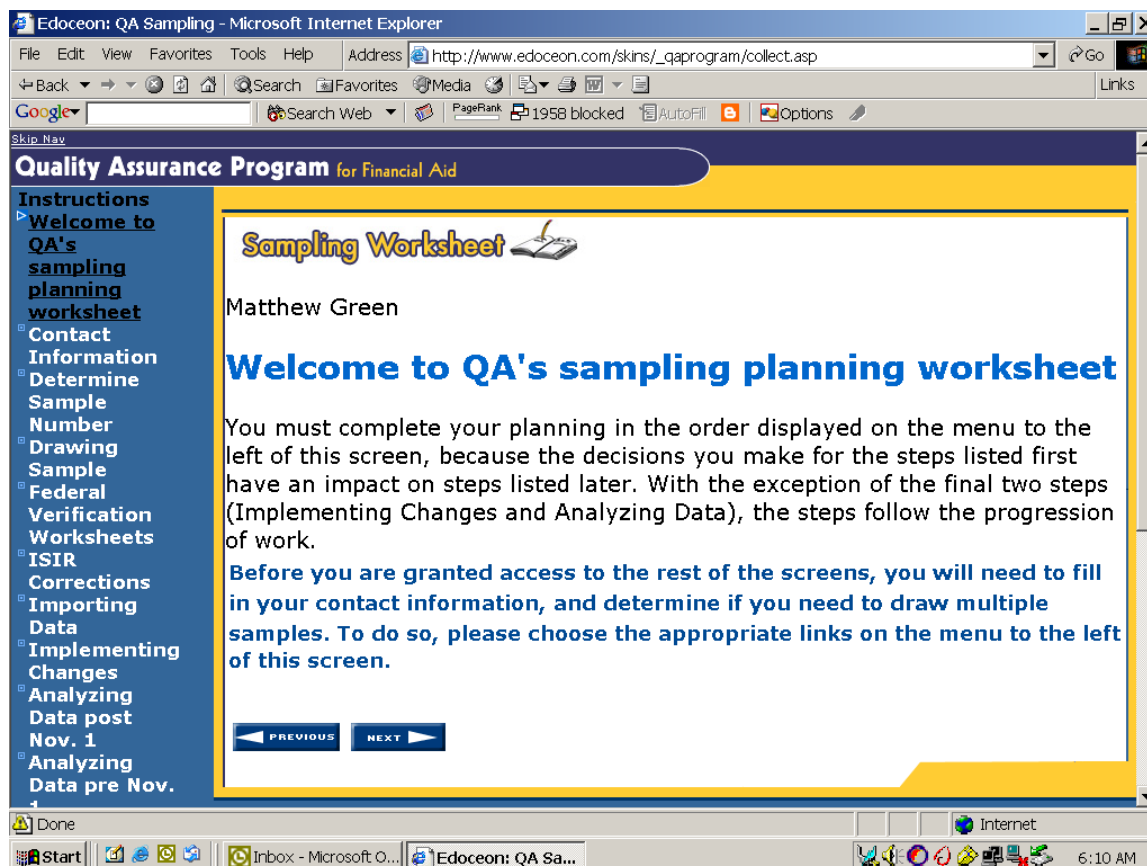 Edoceon: QA Sampling - Microsoft Internet Explorer
File Edit View Favorites Tools Help Address http://www.edoceon.com/skins/_qaprogram/collect.asp Go
Back Search Favorites Media Links
Google Search Web PageRank 1958 blocked AutoFill Options
Skip Nav
Quality Assurance Program for Financial Aid
Instructions
Welcome to
QA's
sampling
planning
worksheet
Contact
Information
Determine
Sample
Number
Drawing
Sample
Federal
Verification
Worksheets
ISIR
Corrections
Importing
Data
Implementing
Changes
Analyzing
Data post
Nov. 1
Analyzing
Data pre Nov.
1
Sampling Worksheet
Matthew Green
Welcome to QA's sampling planning worksheet
You must complete your planning in the order displayed on the menu to the
left of this screen, because the decisions you make for the steps listed first
have an impact on steps listed later. With the exception of the final two steps
(Implementing Changes and Analyzing Data), the steps follow the progression
of work.
Before you are granted access to the rest of the screens, you will need to fill
in your contact information, and determine if you need to draw multiple
samples. To do so, please choose the appropriate links on the menu to the left
of this screen.
PREVIOUS NEXT
Done Internet
Start Inbox - Microsoft O... Edoceon: QA Sa... 6:10 AM